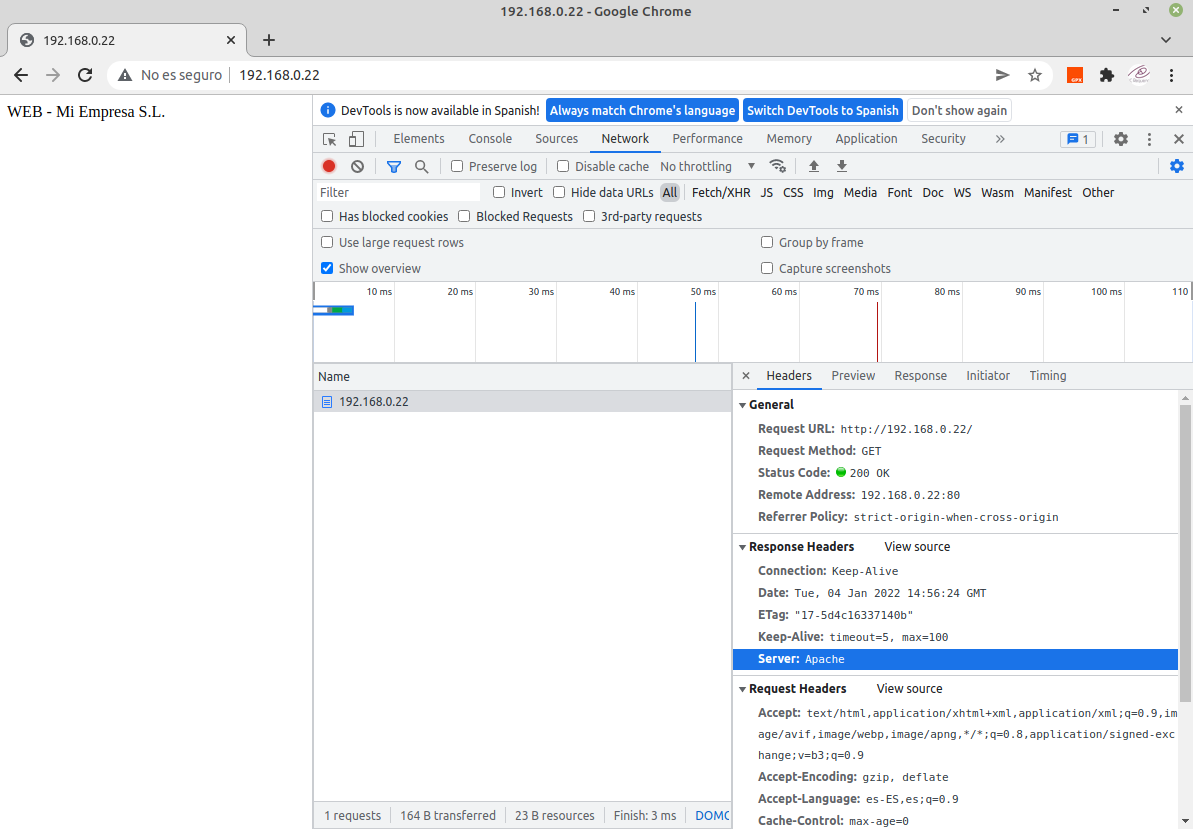 192.168.0.22 - Google Chrome
192.168.0.22
No es seguro 192.168.0.22
WEB - Mi Empresa S.L.
DevTools is now available in Spanish! Always match Chrome's language Switch DevTools to Spanish Don't show again
Elements Console Sources Network Performance Memory Application Security 1
Preserve log Disable cache No throttling
Filter Invert Hide data URLs All Fetch/XHR JS CSS Img Media Font Doc WS Wasm Manifest Other
Has blocked cookies Blocked Requests 3rd-party requests
Use large request rows Group by frame
Show overview Capture screenshots
10 ms 20 ms 30 ms 40 ms 50 ms 60 ms 70 ms 80 ms 90 ms 100 ms 110
Name
192.168.0.22
Headers Preview Response Initiator Timing
General
Request URL: http://192.168.0.22/
Request Method: GET
Status Code: 200 OK
Remote Address: 192.168.0.22:80
Referrer Policy: strict-origin-when-cross-origin
Response Headers View source
Connection: Keep-Alive
Date: Tue, 04 Jan 2022 14:56:24 GMT
ETag: "17-5d4c16337140b"
Keep-Alive: timeout=5, max=100
Server: Apache
Request Headers View source
Accept: text/html,application/xhtml+xml,application/xml;q=0.9,im
age/avif,image/webp,image/apng,*/*;q=0.8,application/signed-exc
hange;v=b3;q=0.9
Accept-Encoding: gzip, deflate
Accept-Language: es-ES,es;q=0.9
Cache-Control: max-age=0
1 requests 164 B transferred 23 B resources Finish: 3 ms DOMC